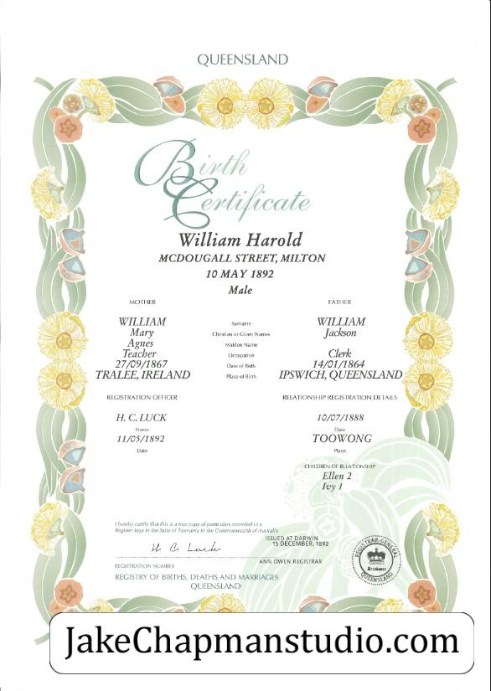 QUEENSLAND
Birth
Certificate
William Harold
MCDOUGALL STREET, MILTON
10 MAY 1892
Male
MOTHER FATHER
WILLIAM Surname WILLIAM
Mary Christian or Given Names Jackson
Agnes Maiden Name
Teacher Occupation Clerk
27/09/1867 Date of Birth 14/01/1864
TRALEE, IRELAND Place of Birth IPSWICH, QUEENSLAND
REGISTRATION OFFICER RELATIONSHIP REGISTRATION DETAILS
H. C. LUCK 10/07/1888
Name Date
11/05/1892 TOOWONG
Date Place
CHILDREN OF RELATIONSHIP
Ellen 2
Ivy 1
I hereby certify that this is a true copy of particulars recorded in a
Register kept in the State of Tasmania in the Commonwealth of Australia
ISSUED AT DARWIN
15 DECEMBER, 1892
REGISTRATION NUMBER
ANN OWEN REGISTRAR
REGISTRY OF BIRTHS, DEATHS AND MARRIAGES
QUEENSLAND
REGISTRAR-GENERAL
Brisbane
QUEENSLAND
JakeChapmanstudio.com